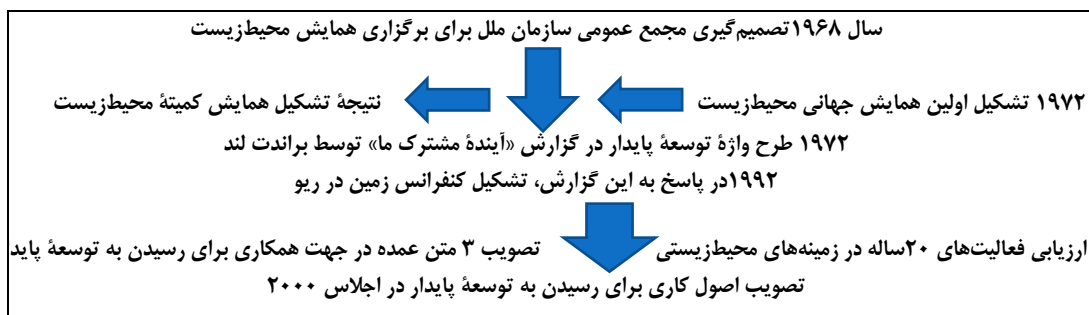 سال ۱۹۶۸تصمیم‌گیری مجمع عمومی سازمان ملل برای برگزاری همایش محیط‌زیست
۱۹۷۲ تشکیل اولین همایش جهانی محیط‌زیست نتیجهٔ تشکیل همایش کمیتهٔ محیط‌زیست
۱۹۷۲ طرح واژهٔ توسعهٔ پایدار در گزارش «آیندهٔ مشترک ما» توسط براندت لند
۱۹۹۲در پاسخ به این گزارش، تشکیل کنفرانس زمین در ریو
ارزیابی فعالیت‌های ۲۰ساله در زمینه‌های محیط‌زیستی تصویب ۳ متن عمده در جهت همکاری برای رسیدن به توسعهٔ پاید
تصویب اصول کاری برای رسیدن به توسعهٔ پایدار در اجلاس ۲۰۰۰